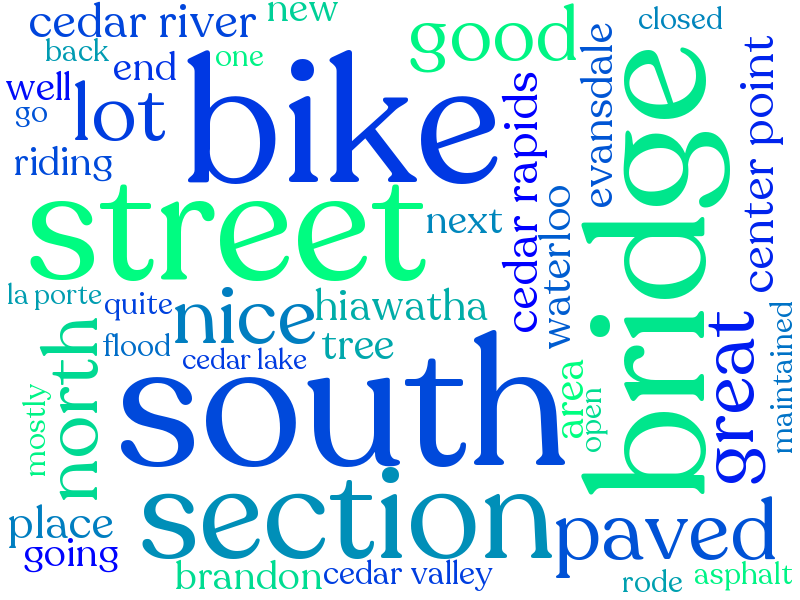 cedar river
new
good
closed
back
end
one
bike
well
lot
go
riding
evansdale
bridge
center point
cedar rapids
street
next
waterloo
la porte
quite
nice
hiawatha
flood
tree
cedar lake
north
mostly
south
area
open
great
maintained
section
paved
place
going
brandon
cedar valley
rode
asphalt